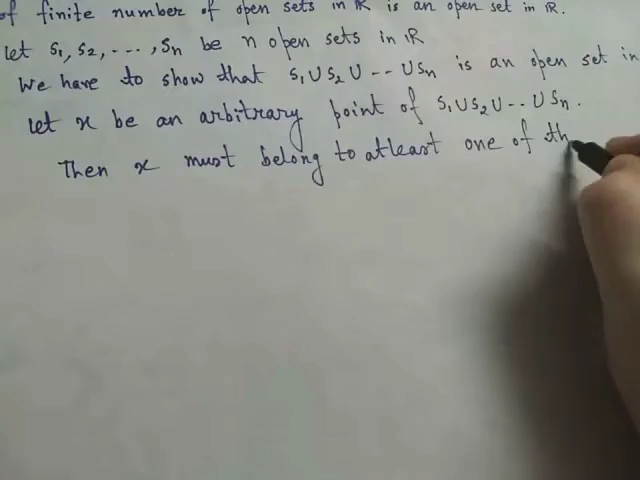 of finite number of open sets in ℝ is an open set in ℝ.
Let S₁, S₂, ..., Sₙ be n open sets in ℝ
We have to show that S₁∪S₂∪--∪Sₙ is an open set in
Let x be an arbitrary point of S₁∪S₂∪--∪Sₙ.
Then x must belong to atleast one of th